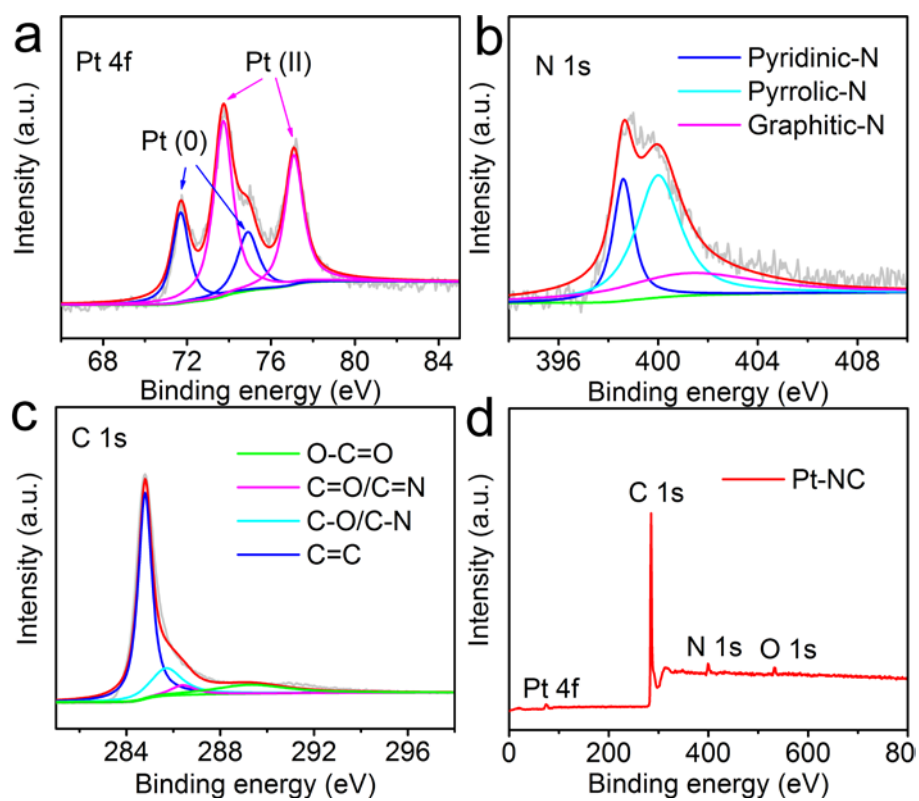 a
Pt 4f
Pt (II)
Pt (0)
Intensity (a.u.)
68 72 76 80 84
Binding energy (eV)
b
N 1s
Pyridinic-N
Pyrrolic-N
Graphitic-N
Intensity (a.u.)
396 400 404 408
Binding energy (eV)
c
C 1s
O-C=O
C=O/C=N
C-O/C-N
C=C
Intensity (a.u.)
284 288 292 296
Binding energy (eV)
d
Pt-NC
C 1s
N 1s
O 1s
Pt 4f
Intensity (a.u.)
0 200 400 600 80
Binding energy (eV)